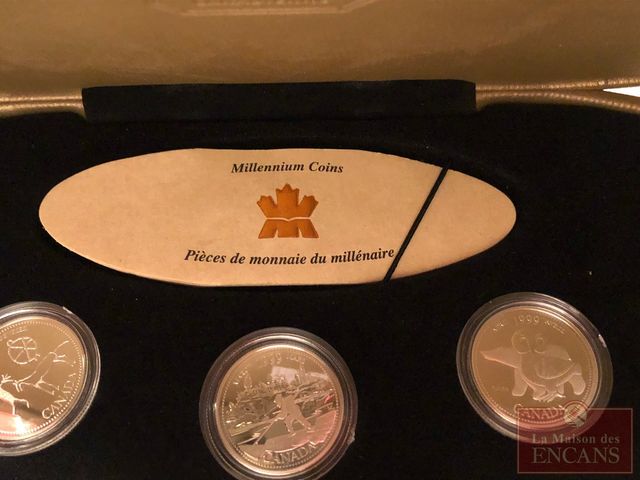 Millennium Coins
Pièces de monnaie du millénaire
1999
CANADA
CANADA
CANADA
La Maison des
ENCANS